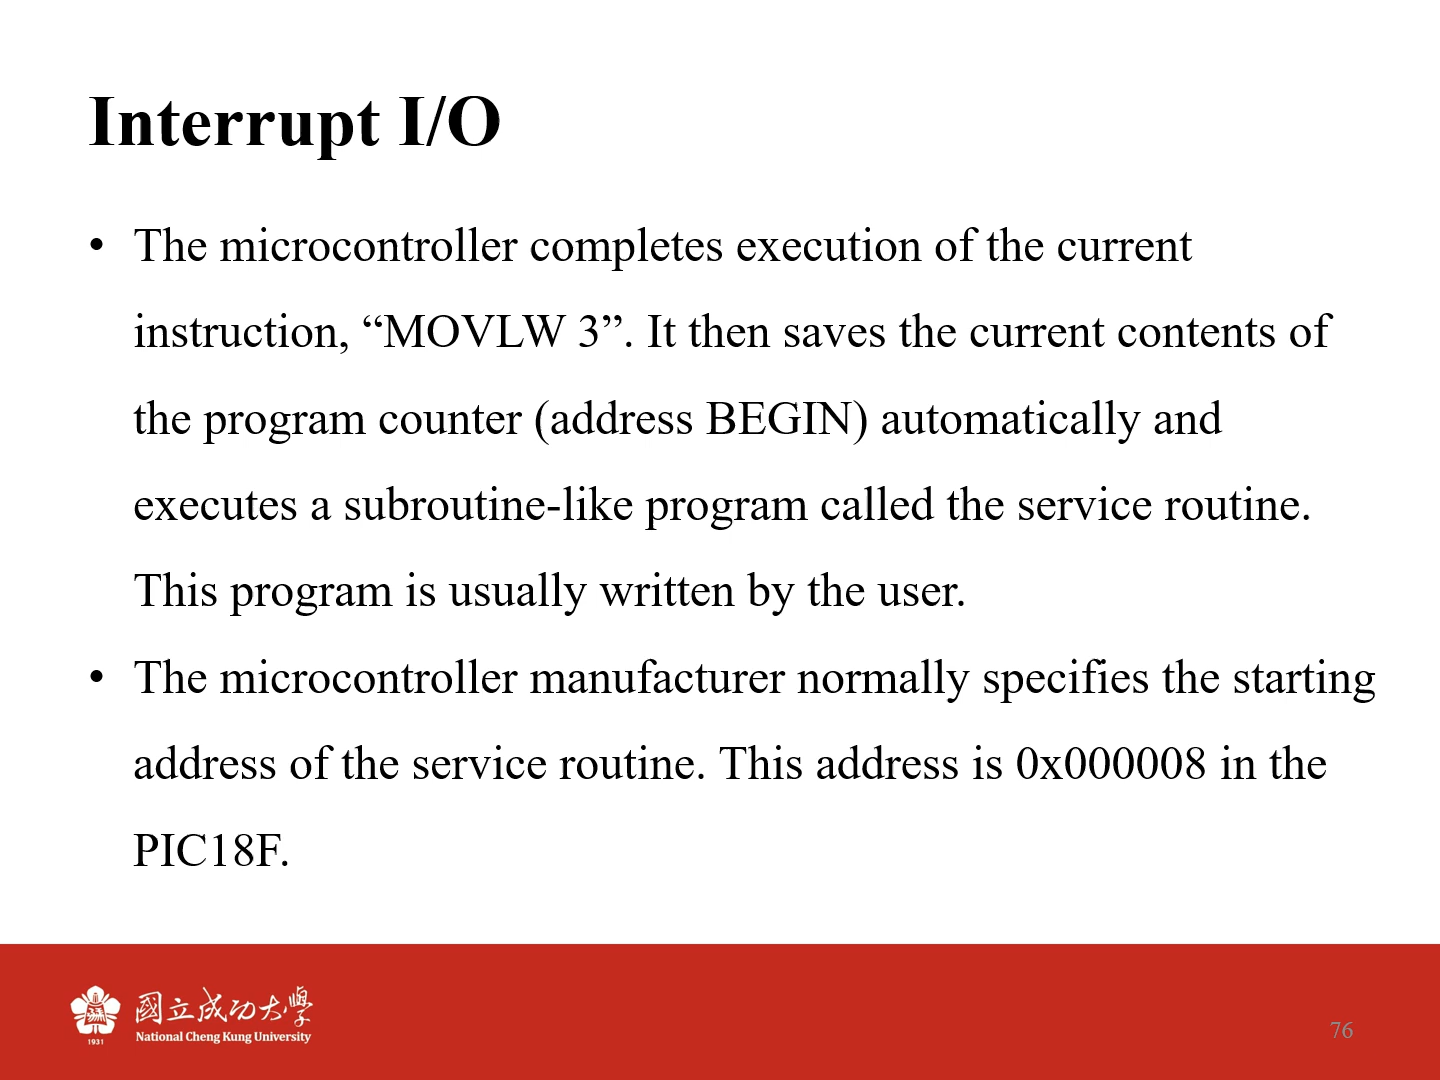 Interrupt I/O
• The microcontroller completes execution of the current
instruction, “MOVLW 3”. It then saves the current contents of
the program counter (address BEGIN) automatically and
executes a subroutine-like program called the service routine.
This program is usually written by the user.
• The microcontroller manufacturer normally specifies the starting
address of the service routine. This address is 0x000008 in the
PIC18F.
國立成功大學
National Cheng Kung University
1931
76